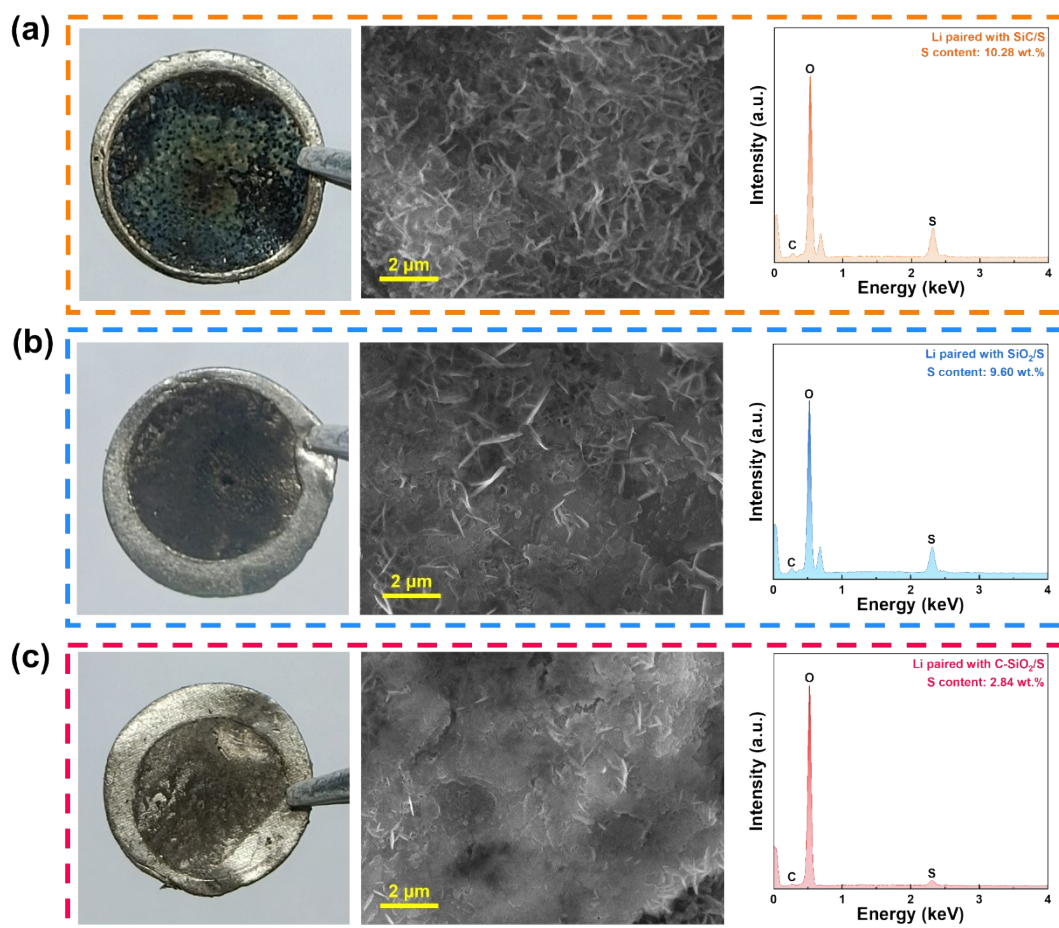 (a)
2 μm
Li paired with SiC/S
S content: 10.28 wt.%
O
C
S
Intensity (a.u.)
0 1 2 3 4
Energy (keV)
(b)
2 μm
Li paired with SiO₂/S
S content: 9.60 wt.%
O
C
S
Intensity (a.u.)
0 1 2 3 4
Energy (keV)
(c)
2 μm
Li paired with C-SiO₂/S
S content: 2.84 wt.%
O
C
S
Intensity (a.u.)
0 1 2 3 4
Energy (keV)